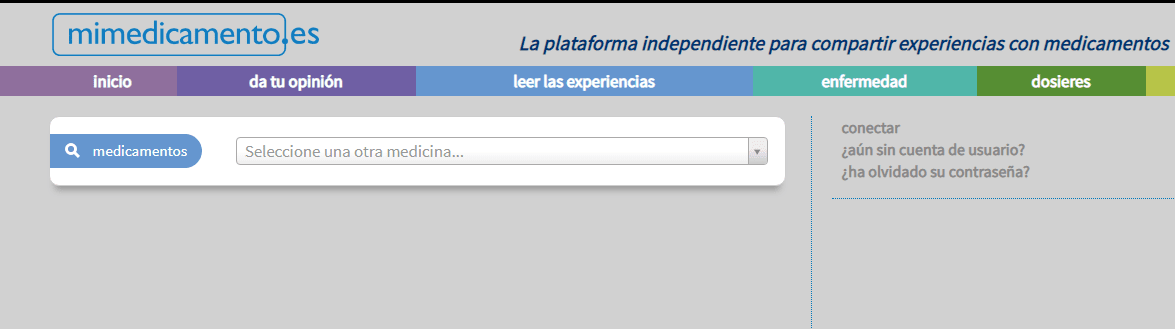 mimedicamento.es
La plataforma independiente para compartir experiencias con medicamentos
inicio da tu opinión leer las experiencias enfermedad dosieres
medicamentos Seleccione una otra medicina...
conectar
¿aún sin cuenta de usuario?
¿ha olvidado su contraseña?